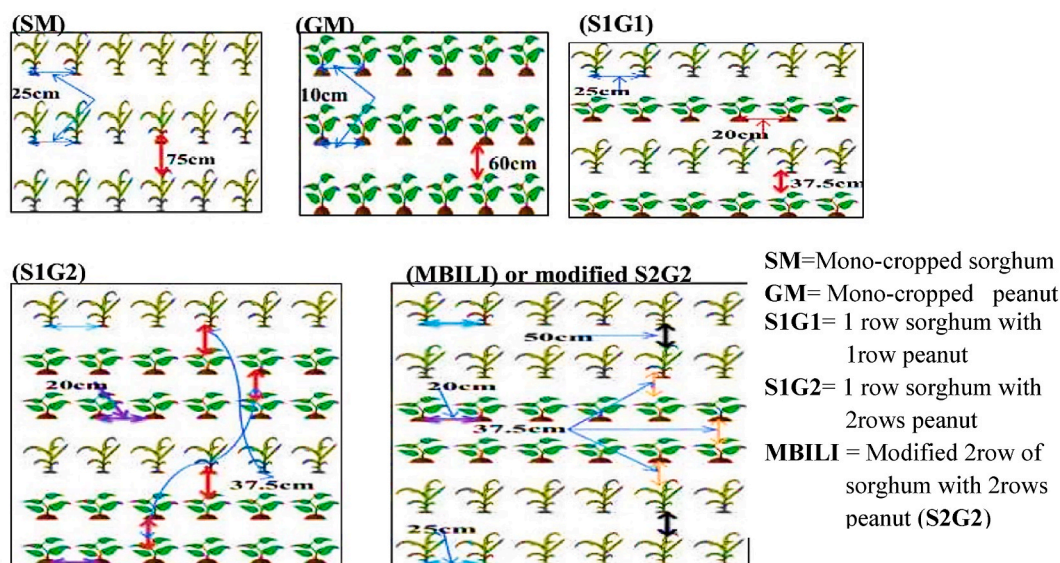 (SM)
25cm
75cm
(GM)
10cm
60cm
(S1G1)
25cm
20cm
37.5cm
(S1G2)
20cm
37.5cm
(MBILI) or modified S2G2
50cm
20cm
37.5cm
25cm
SM=Mono-cropped sorghum
GM= Mono-cropped peanut
S1G1= 1 row sorghum with
1row peanut
S1G2= 1 row sorghum with
2rows peanut
MBILI = Modified 2row of
sorghum with 2rows
peanut (S2G2)